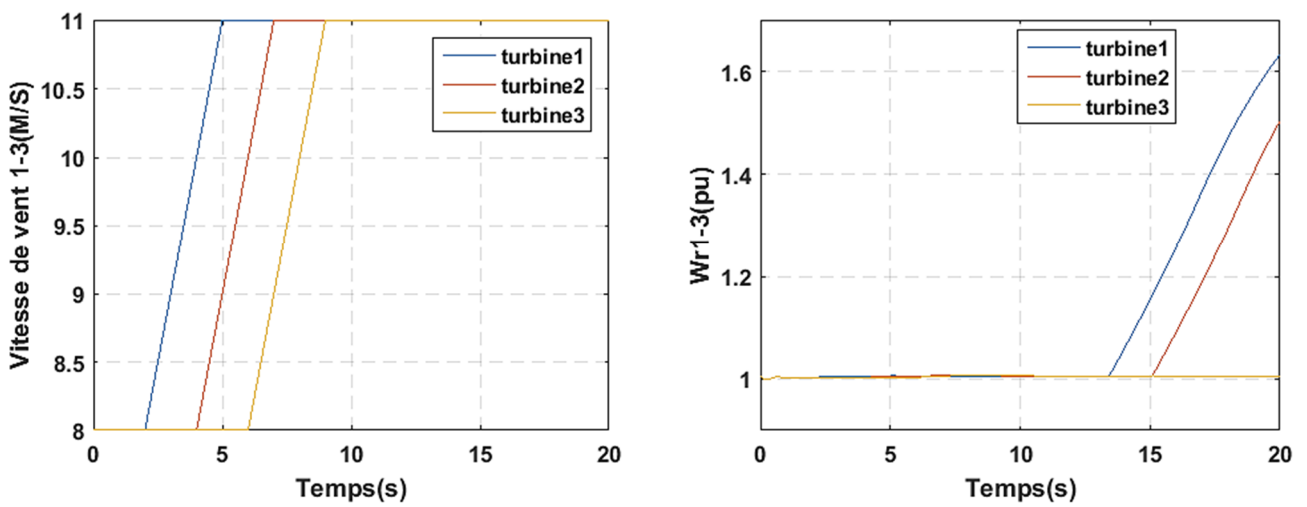 11
10.5
10
9.5
9
8.5
8
0
5
10
15
20
Vitesse de vent 1-3(M/S)
Temps(s)
turbine1
turbine2
turbine3
1.6
1.4
1.2
1
0
5
10
15
20
Wr1-3(pu)
Temps(s)
turbine1
turbine2
turbine3